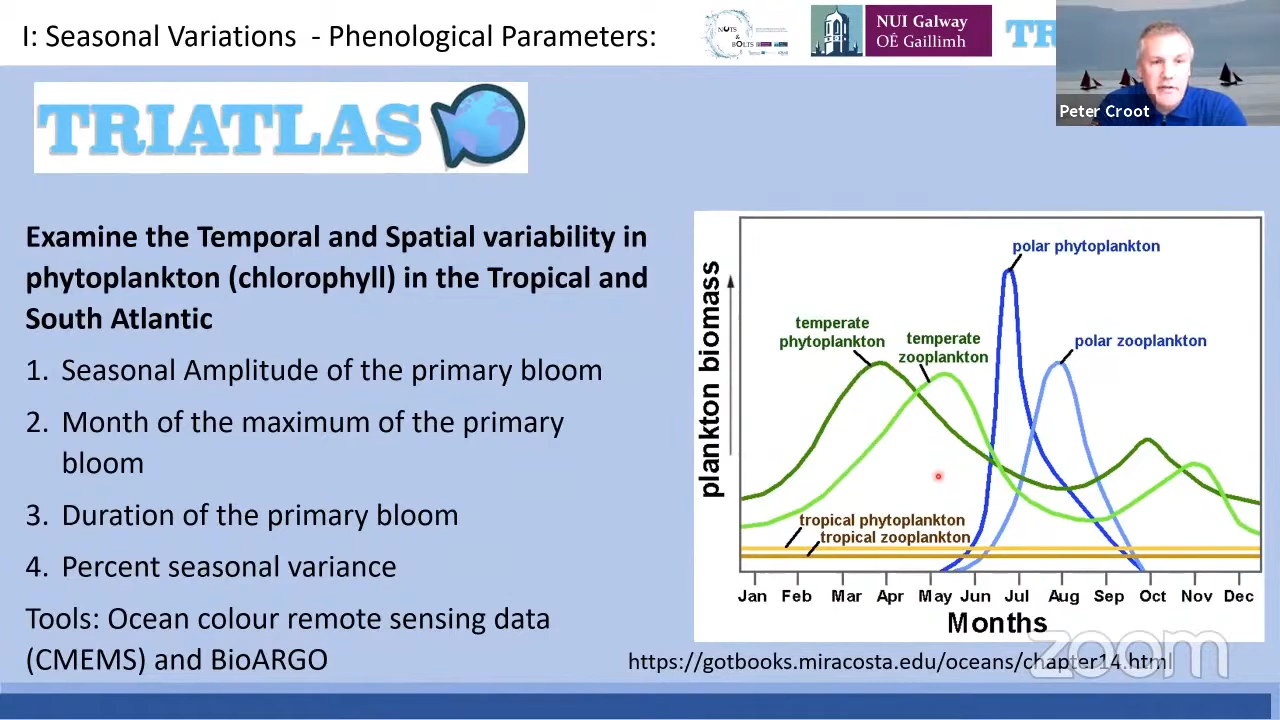 I: Seasonal Variations - Phenological Parameters:
NUTS & BOLTS
NUI Galway
OÉ Gaillimh
TR
Peter Croot
TRIATLAS
Examine the Temporal and Spatial variability in
phytoplankton (chlorophyll) in the Tropical and
South Atlantic
1. Seasonal Amplitude of the primary bloom
2. Month of the maximum of the primary
bloom
3. Duration of the primary bloom
4. Percent seasonal variance
Tools: Ocean colour remote sensing data
(CMEMS) and BioARGO
plankton biomass
polar phytoplankton
temperate
phytoplankton
temperate
zooplankton
polar zooplankton
tropical phytoplankton
tropical zooplankton
Jan Feb Mar Apr May Jun Jul Aug Sep Oct Nov Dec
Months
https://gotbooks.miracosta.edu/oceans/chapter14.html
zoom